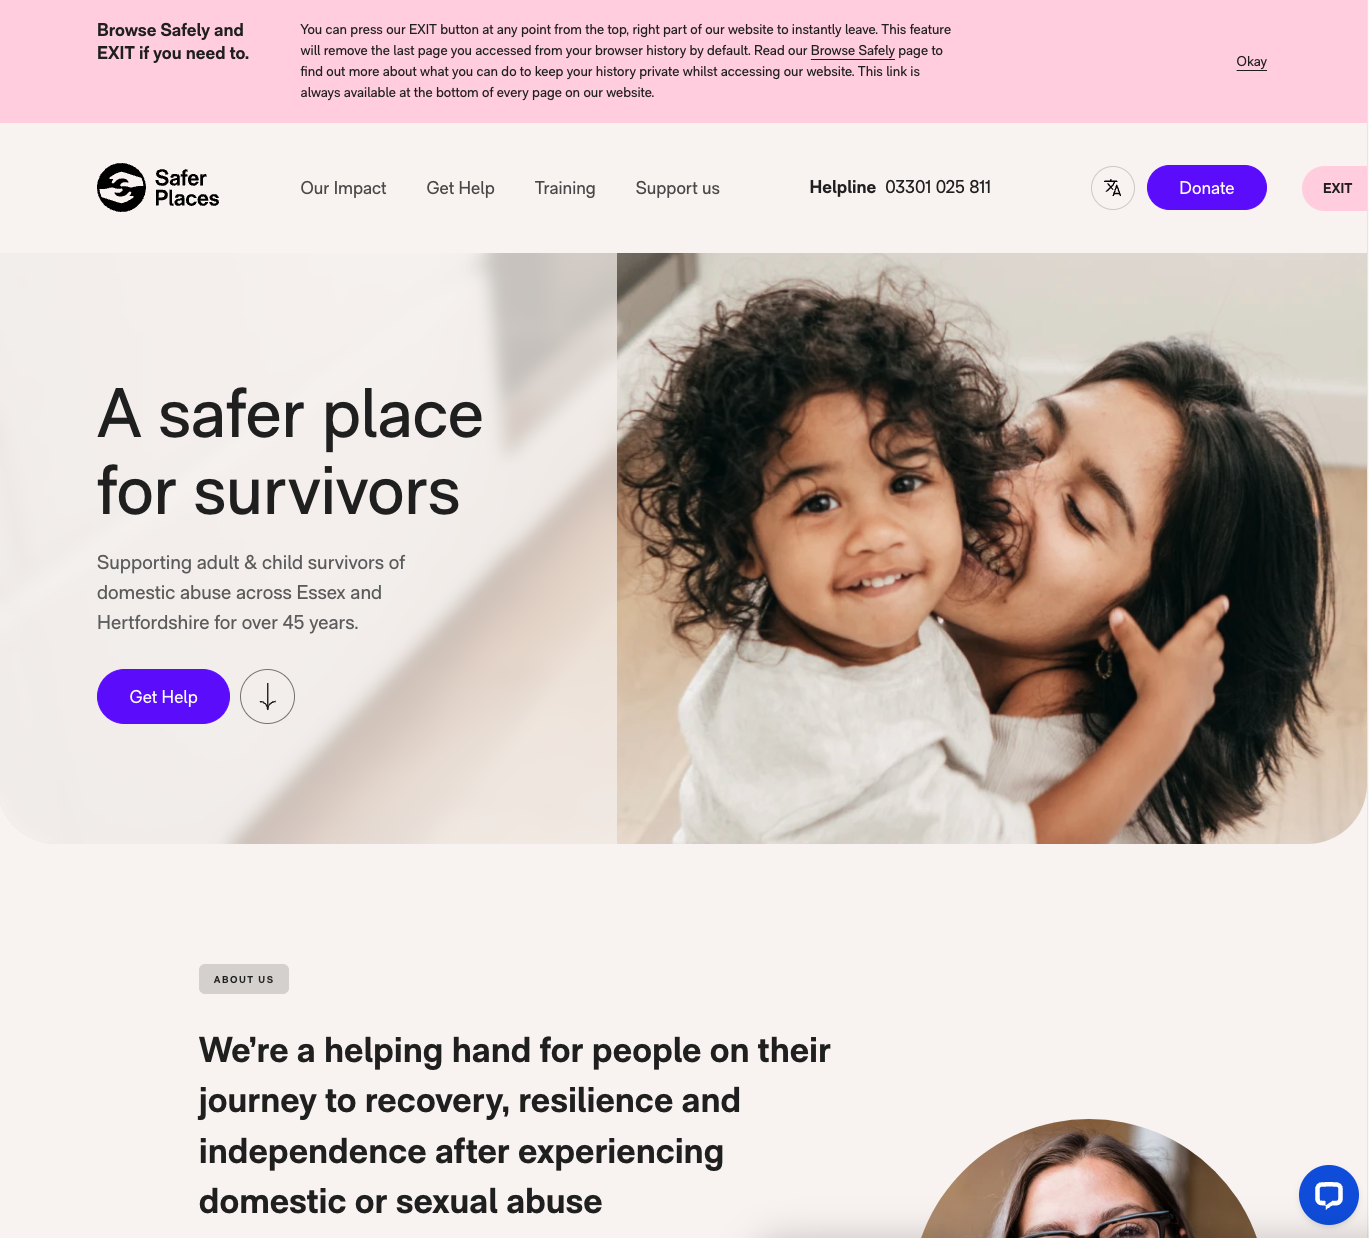 Browse Safely and
EXIT if you need to.
You can press our EXIT button at any point from the top, right part of our website to instantly leave. This feature
will remove the last page you accessed from your browser history by default. Read our Browse Safely page to
find out more about what you can do to keep your history private whilst accessing our website. This link is
always available at the bottom of every page on our website.
Okay
Safer
Places
Our Impact
Get Help
Training
Support us
Helpline 03301 025 811
Donate
EXIT
A safer place
for survivors
Supporting adult & child survivors of
domestic abuse across Essex and
Hertfordshire for over 45 years.
Get Help
ABOUT US
We’re a helping hand for people on their
journey to recovery, resilience and
independence after experiencing
domestic or sexual abuse